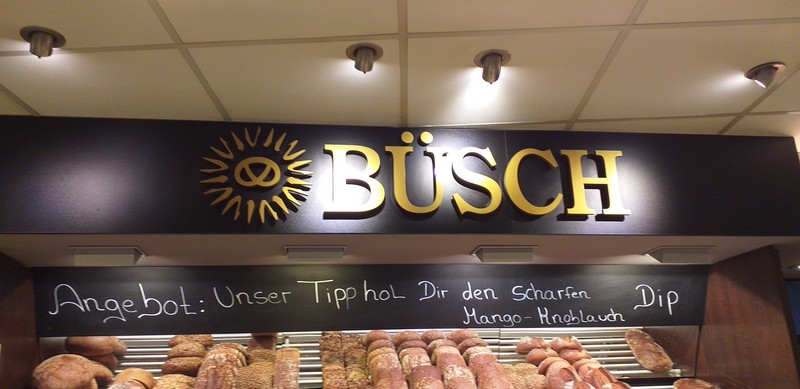 BÜSCH
Angebot: Unser Tipp hol Dir den scharfen Dip
Mango-Knoblauch